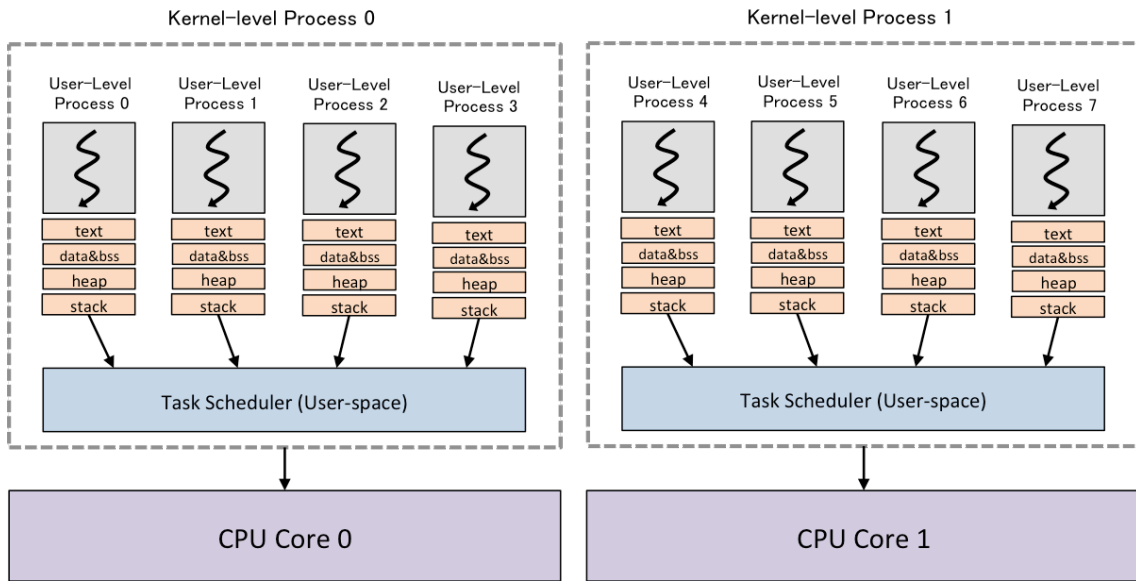 Kernel-level Process 0
Kernel-level Process 1
User-Level
Process 0
User-Level
Process 1
User-Level
Process 2
User-Level
Process 3
User-Level
Process 4
User-Level
Process 5
User-Level
Process 6
User-Level
Process 7
text
data&bss
heap
stack
text
data&bss
heap
stack
text
data&bss
heap
stack
text
data&bss
heap
stack
text
data&bss
heap
stack
text
data&bss
heap
stack
text
data&bss
heap
stack
text
data&bss
heap
stack
Task Scheduler (User-space)
Task Scheduler (User-space)
CPU Core 0
CPU Core 1